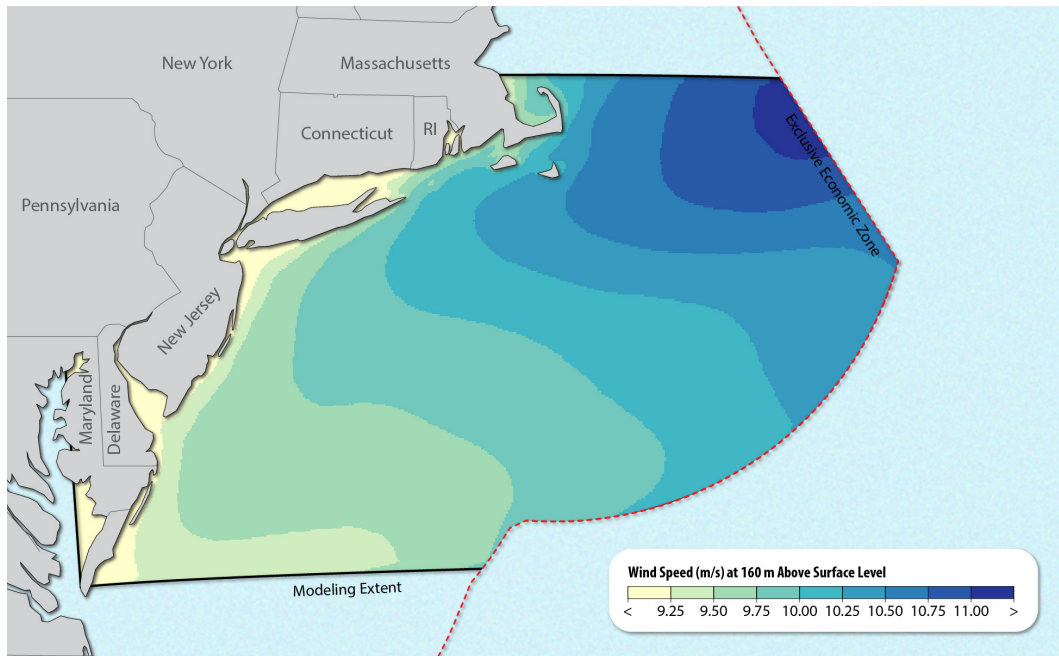 New York
Massachusetts
Connecticut
RI
Pennsylvania
New Jersey
Maryland
Delaware
Exclusive Economic Zone
Modeling Extent
Wind Speed (m/s) at 160 m Above Surface Level
< 9.25 9.50 9.75 10.00 10.25 10.50 10.75 11.00 >